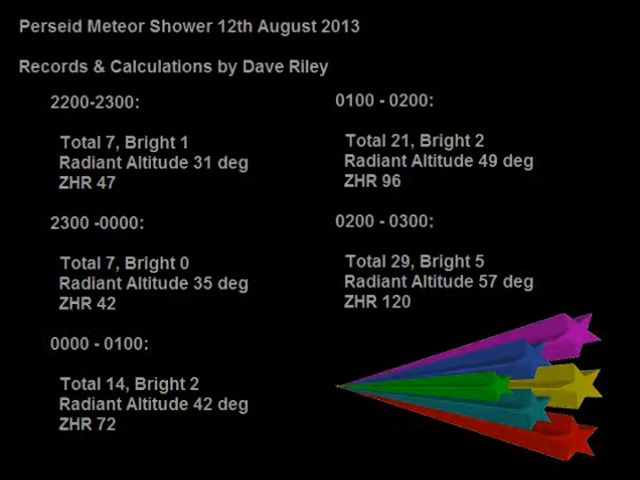 Perseid Meteor Shower 12th August 2013
Records & Calculations by Dave Riley
2200-2300:
Total 7, Bright 1
Radiant Altitude 31 deg
ZHR 47
2300 -0000:
Total 7, Bright 0
Radiant Altitude 35 deg
ZHR 42
0000 - 0100:
Total 14, Bright 2
Radiant Altitude 42 deg
ZHR 72
0100 - 0200:
Total 21, Bright 2
Radiant Altitude 49 deg
ZHR 96
0200 - 0300:
Total 29, Bright 5
Radiant Altitude 57 deg
ZHR 120